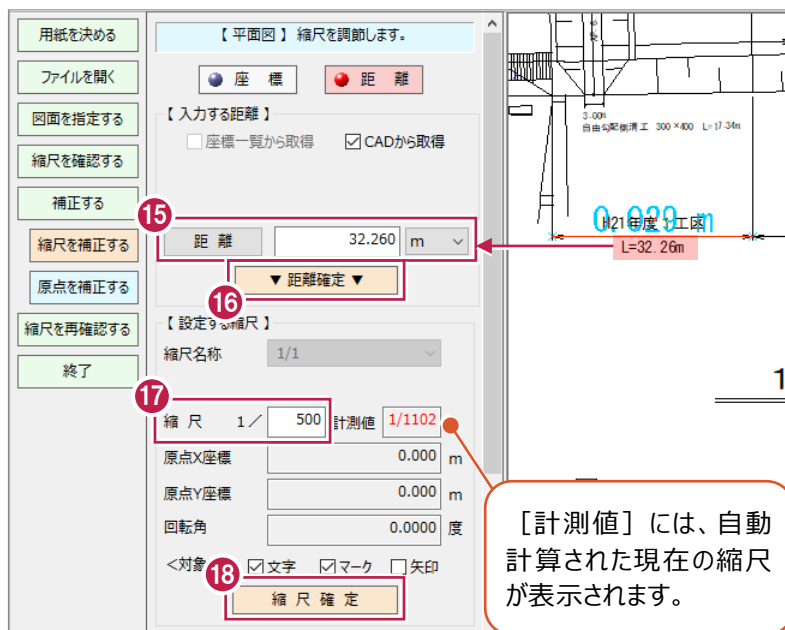 用紙を決める
ファイルを開く
図面を指定する
縮尺を確認する
補正する
縮尺を補正する
原点を補正する
縮尺を再確認する
終了
【 平面図 】 縮尺を調節します。
座 標 距 離
【 入力する距離 】
座標一覧から取得 CADから取得
15
距 離 32.260 m
16 ▼ 距離確定 ▼
【 設定する縮尺 】
縮尺名称 1/1
17
縮 尺 1/ 500 計測値 1/1102
原点X座標 0.000 m
原点Y座標 0.000 m
回転角 0.0000 度
<対象 文字 マーク 矢印
18 縮 尺 確 定
3.00m
自由勾配側溝工 300×400 L=17.34m
0.029 m
H21年度 1工区
L=32.26m
1
[計測値] には、自動
計算された現在の縮尺
が表示されます。